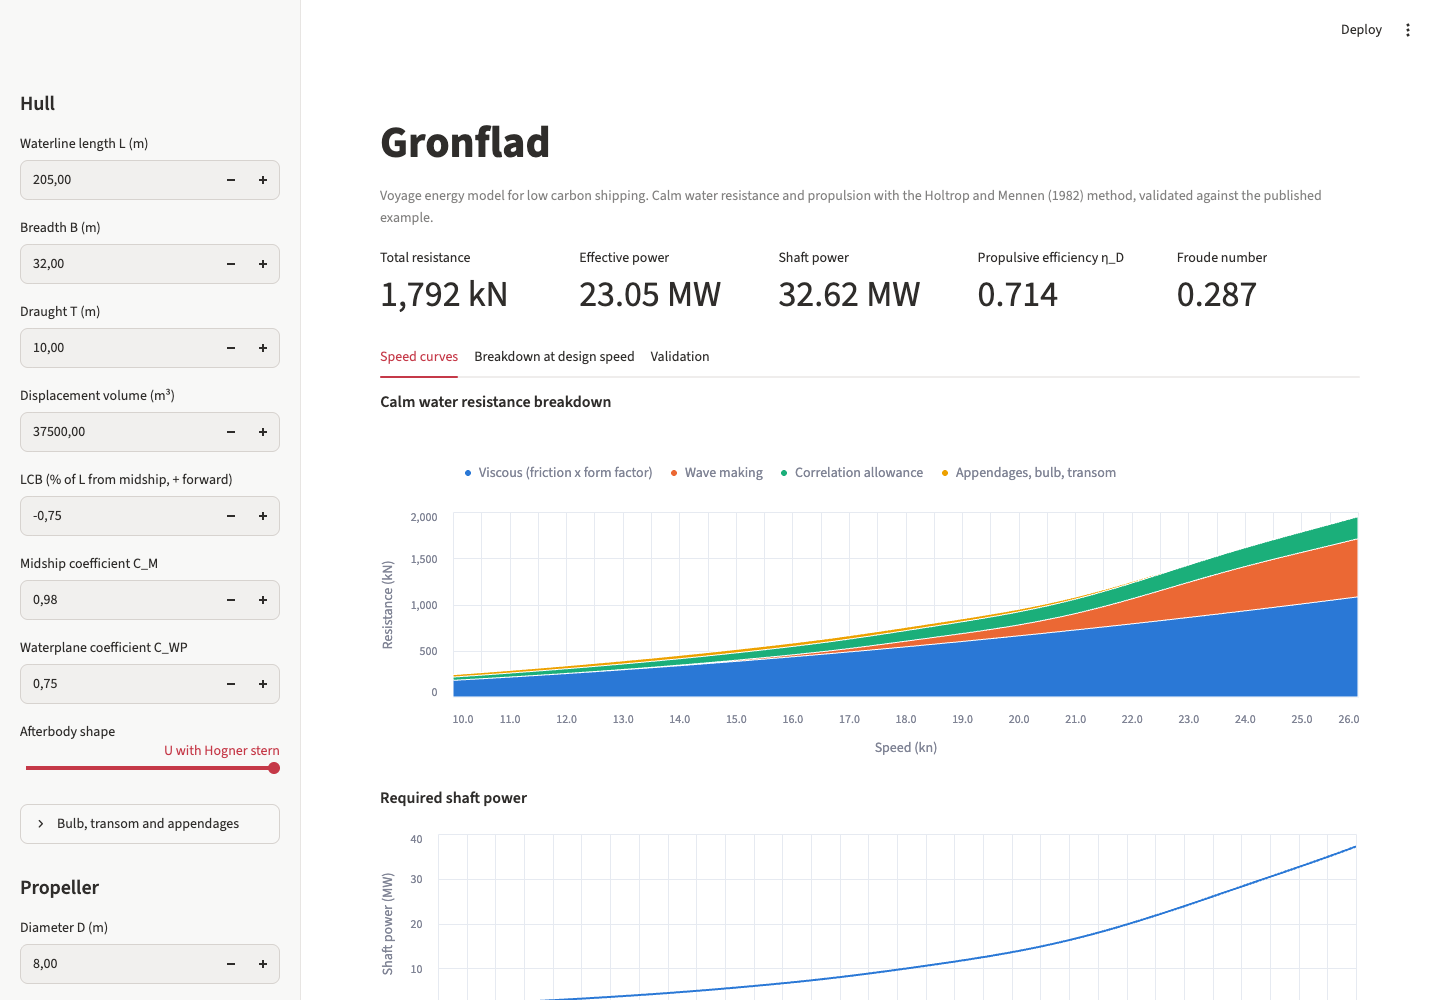 Deploy
Hull
Waterline length L (m)
205,00
Breadth B (m)
32,00
Draught T (m)
10,00
Displacement volume (m³)
37500,00
LCB (% of L from midship, + forward)
-0,75
Midship coefficient C_M
0,98
Waterplane coefficient C_WP
0,75
Afterbody shape
U with Hogner stern
Bulb, transom and appendages
Propeller
Diameter D (m)
8,00
Gronflad
Voyage energy model for low carbon shipping. Calm water resistance and propulsion with the Holtrop and Mennen (1982) method, validated against the published
example.
Total resistance
1,792 kN
Effective power
23.05 MW
Shaft power
32.62 MW
Propulsive efficiency η_D
0.714
Froude number
0.287
Speed curves Breakdown at design speed Validation
Calm water resistance breakdown
Viscous (friction x form factor) Wave making Correlation allowance Appendages, bulb, transom
Resistance (kN)
2,000
1,500
1,000
500
0
10.0 11.0 12.0 13.0 14.0 15.0 16.0 17.0 18.0 19.0 20.0 21.0 22.0 23.0 24.0 25.0 26.0
Speed (kn)
Required shaft power
Shaft power (MW)
40
30
20
10